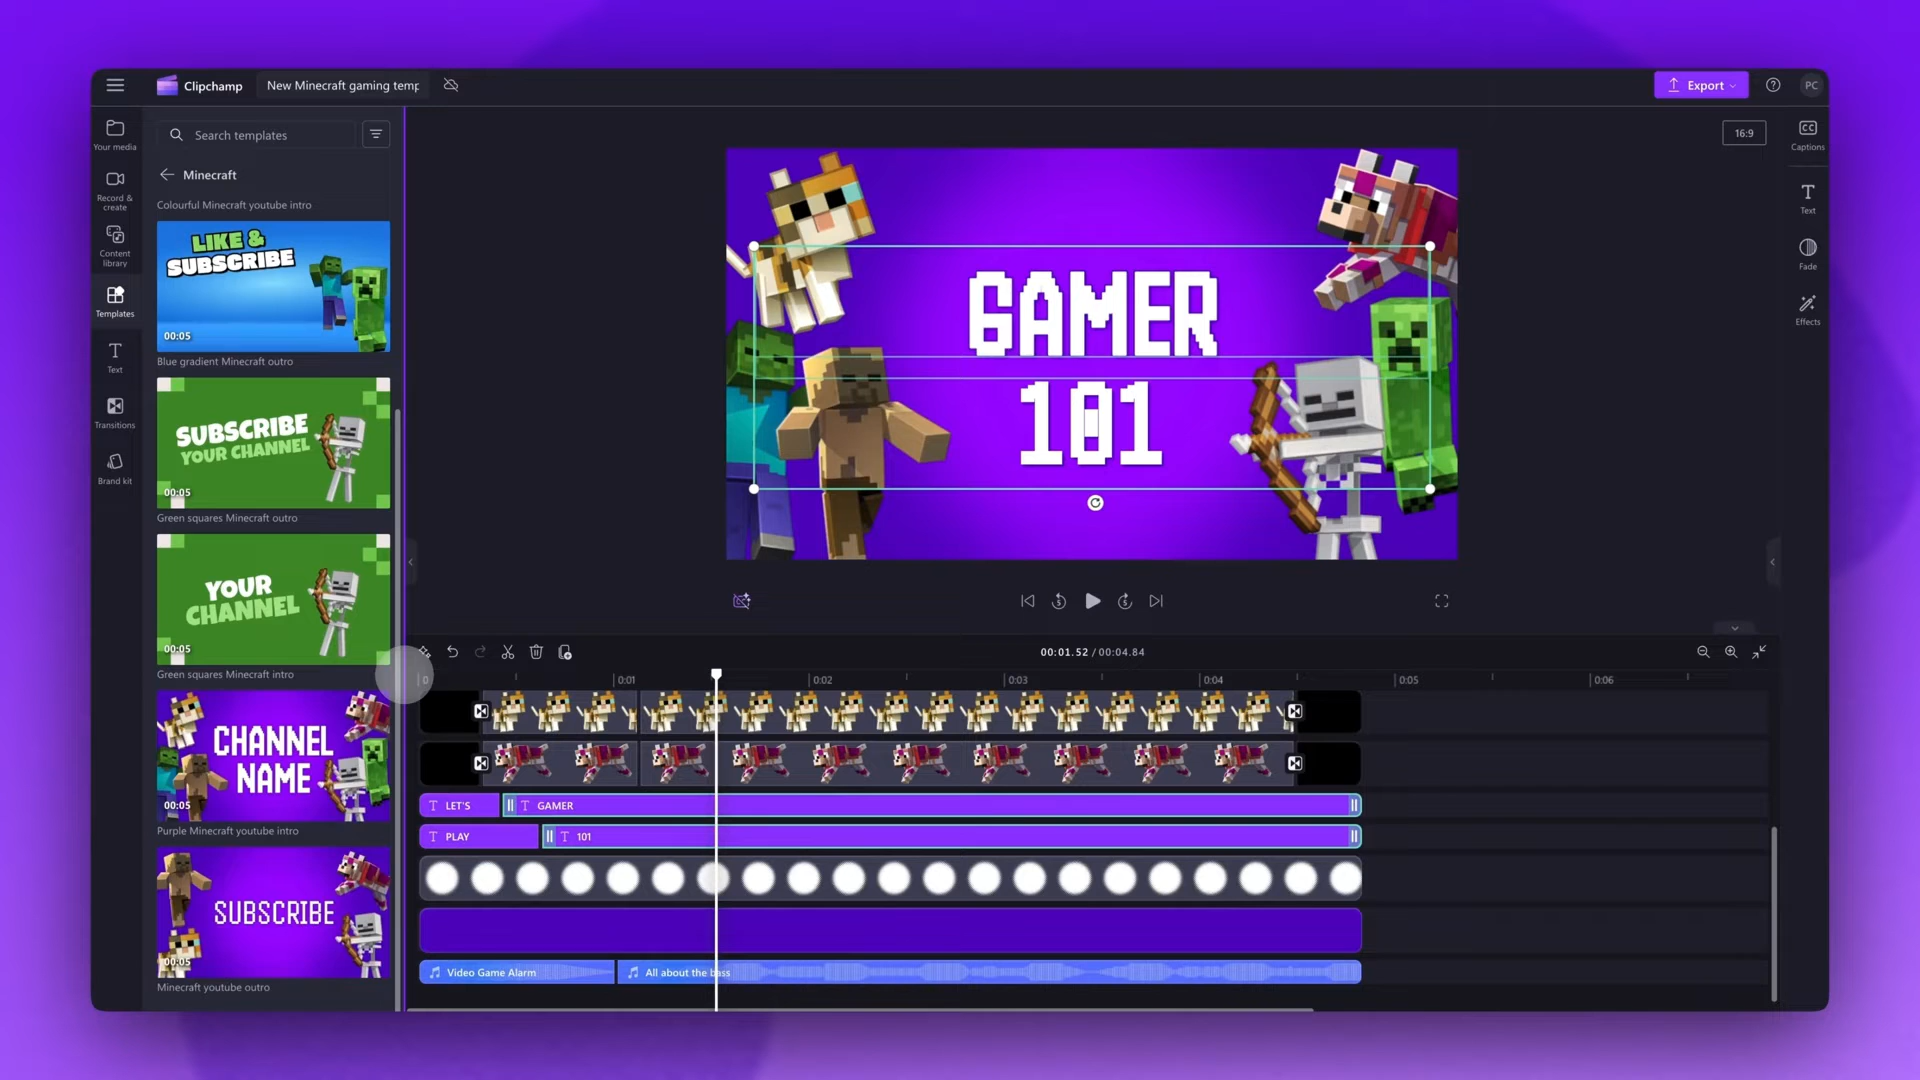 Clipchamp
New Minecraft gaming temp
Export
PC
Your media
Record &
create
Content
library
Templates
Text
Transitions
Brand kit
Search templates
Minecraft
Colourful Minecraft youtube intro
LIKE &
SUBSCRIBE
00:05
Blue gradient Minecraft outro
SUBSCRIBE
YOUR CHANNEL
00:05
Green squares Minecraft outro
YOUR
CHANNEL
00:05
Green squares Minecraft intro
CHANNEL
NAME
00:05
Purple Minecraft youtube intro
SUBSCRIBE
00:05
Minecraft youtube outro
GAMER
101
16:9
CC
Captions
Text
Fade
Effects
5
5
00:01.52 / 00:04.84
0
0:01
0:02
0:03
0:04
0:05
0:06
LET'S
GAMER
PLAY
101
Video Game Alarm
All about the bass